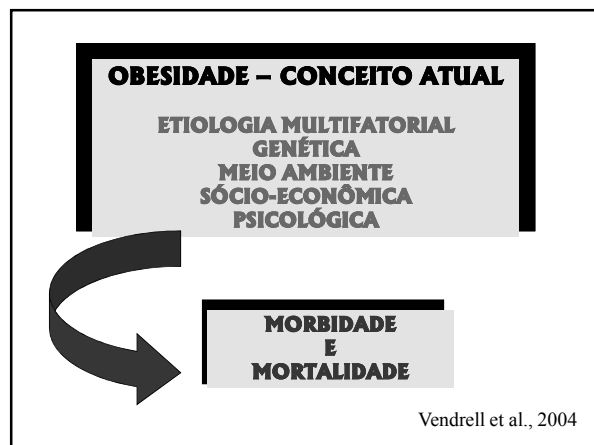 OBESIDADE – CONCEITO ATUAL
ETIOLOGIA MULTIFATORIAL
GENÉTICA
MEIO AMBIENTE
SÓCIO-ECONÔMICA
PSICOLÓGICA
MORBIDADE
E
MORTALIDADE
Vendrell et al., 2004